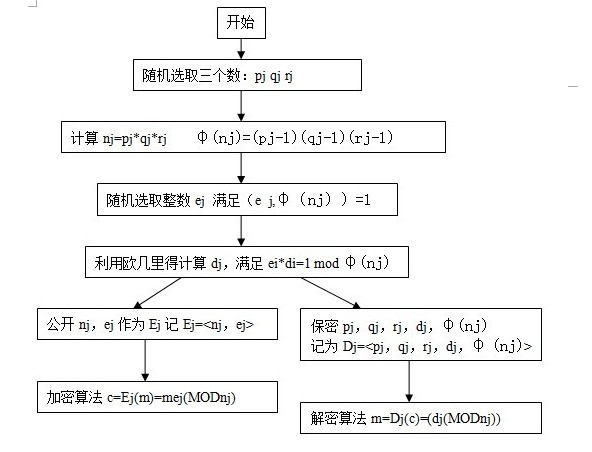 开始
随机选取三个数：pj qj rj
计算 nj=pj*qj*rj Φ(nj)=(pj-1)(qj-1)(rj-1)
随机选取整数 ej 满足（e j,Φ（nj））=1
利用欧几里得计算 dj，满足 ei*di=1 mod Φ(nj)
公开 nj，ej 作为 Ej 记 Ej=<nj，ej>
保密 pj，qj，rj，dj，Φ(nj)
记为 Dj=<pj，qj，rj，dj，Φ（nj)>
加密算法 c=Ej(m)=mej(MODnj)
解密算法 m=Dj(c)=(dj(MODnj))